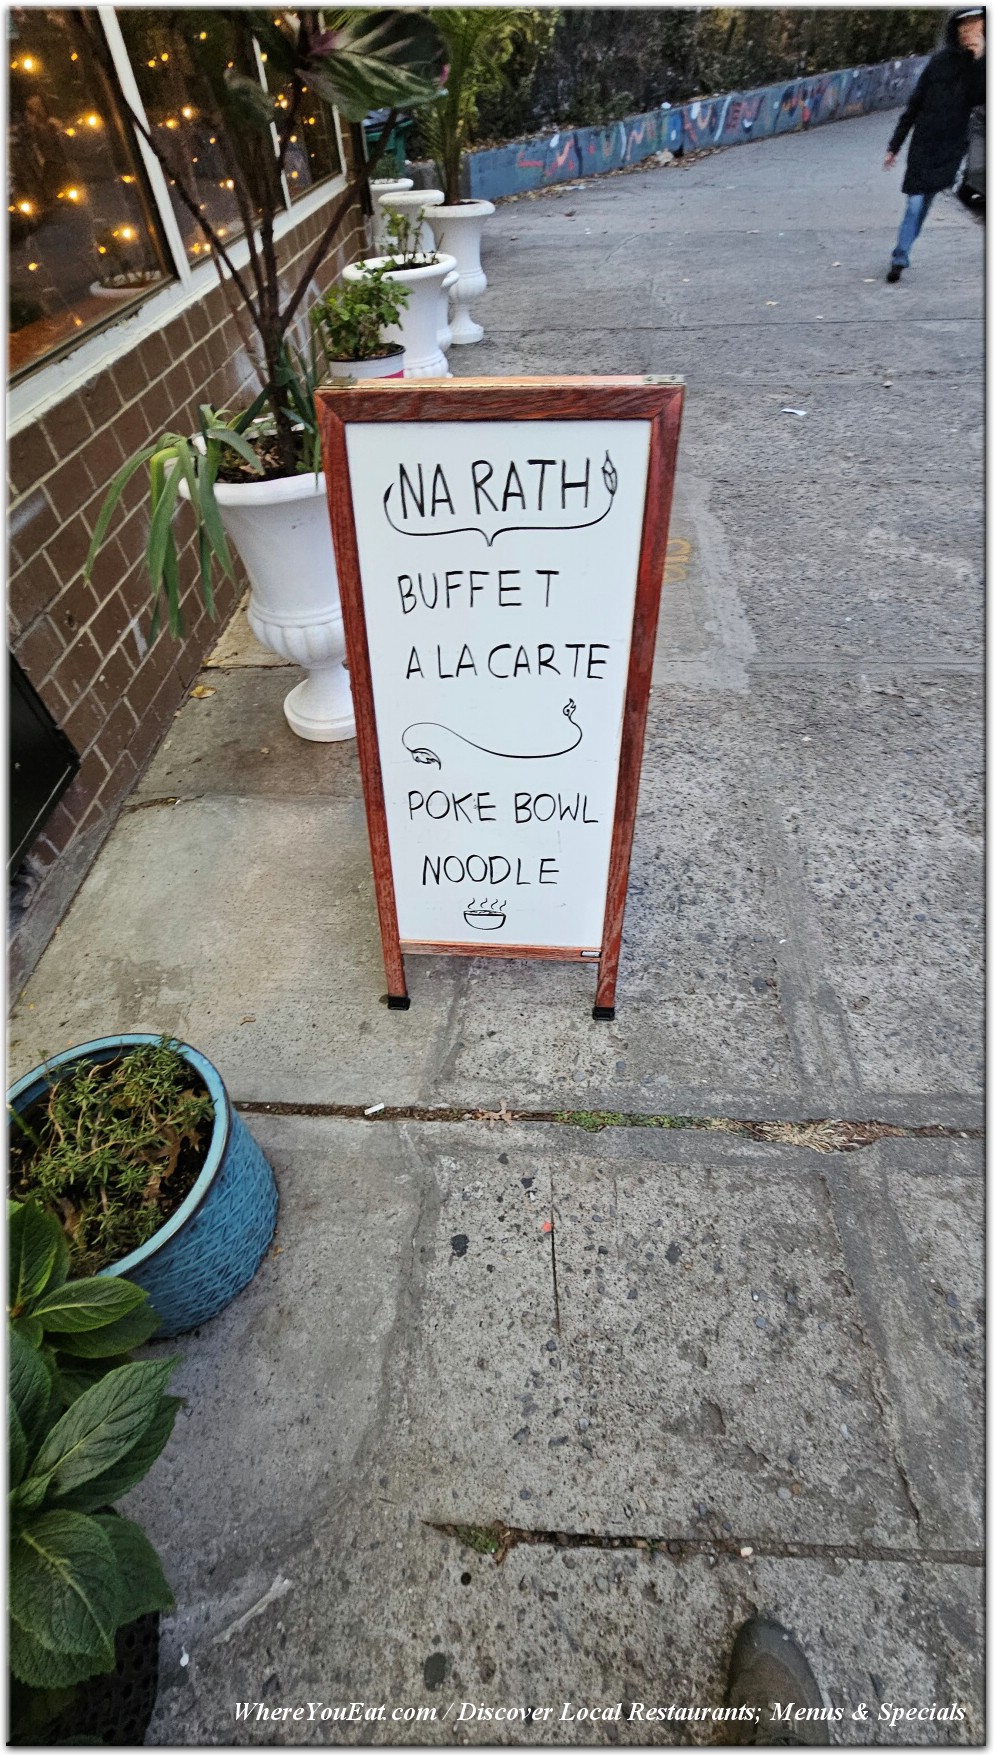 NA RATH
BUFFET
A LA CARTE
POKE BOWL
NOODLE
WhereYouEat.com / Discover Local Restaurants; Menus & Specials